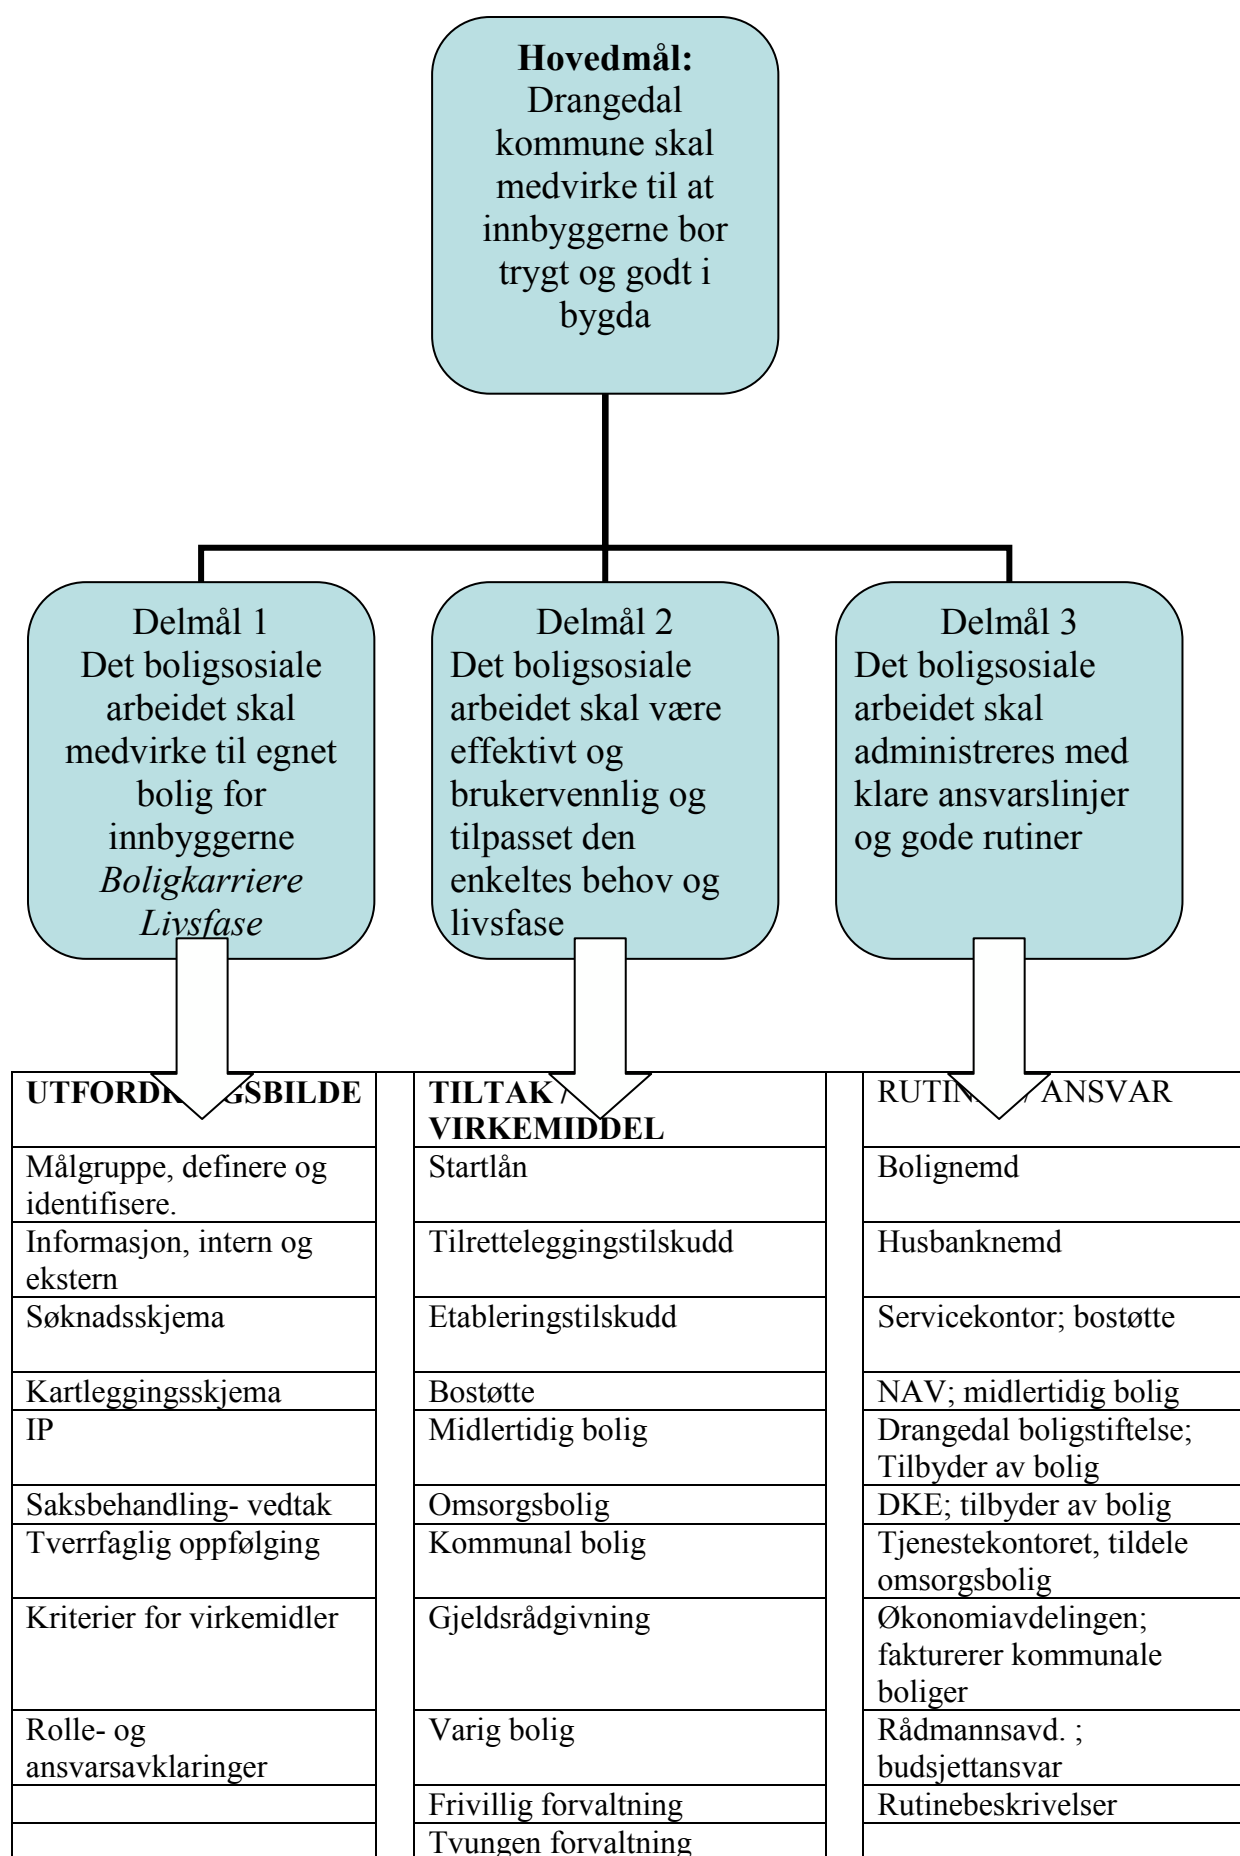 Hovedmål:
Drangedal
kommune skal
medvirke til at
innbyggerne bor
trygt og godt i
bygda
Delmål 1
Det boligsosiale
arbeidet skal
medvirke til egnet
bolig for
innbyggerne
Boligkarriere
Livsfase
Delmål 2
Det boligsosiale
arbeidet skal være
effektivt og
brukervennlig og
tilpasset den
enkeltes behov og
livsfase
Delmål 3
Det boligsosiale
arbeidet skal
administreres med
klare ansvarslinjer
og gode rutiner
UTFORDRINGSBILDE
Målgruppe, definere og
identifisere.
Informasjon, intern og
ekstern
Søknadsskjema
Kartleggingsskjema
IP
Saksbehandling- vedtak
Tverrfaglig oppfølging
Kriterier for virkemidler
Rolle- og
ansvarsavklaringer
TILTAK /
VIRKEMIDDEL
Startlån
Tilretteleggingstilskudd
Etableringstilskudd
Bostøtte
Midlertidig bolig
Omsorgsbolig
Kommunal bolig
Gjeldsrådgivning
Varig bolig
Frivillig forvaltning
Tvungen forvaltning
ANSVAR
Bolignemd
Husbanknemd
Servicekontor; bostøtte
NAV; midlertidig bolig
Drangedal boligstiftelse;
Tilbyder av bolig
DKE; tilbyder av bolig
Tjenestekontoret, tildele
omsorgsbolig
Økonomiavdelingen;
fakturerer kommunale
boliger
Rådmannsavd. ;
budsjettansvar
Rutinebeskrivelser